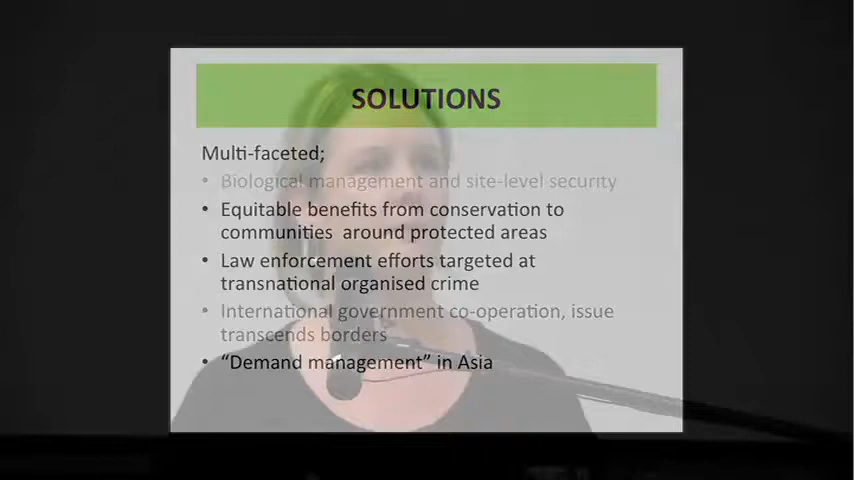 SOLUTIONS
Multi-faceted;
• Biological management and site-level security
• Equitable benefits from conservation to
communities around protected areas
• Law enforcement efforts targeted at
transnational organised crime
• International government co-operation, issue
transcends borders
• “Demand management” in Asia